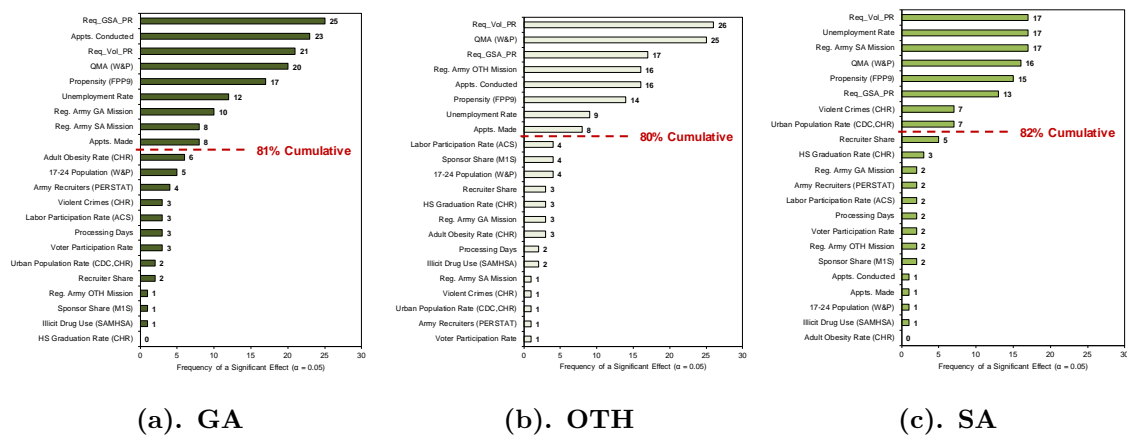 Req_GSA_PR 25
Appts. Conducted 23
Req_Vol_PR 21
QMA (W&P) 20
Propensity (FPP9) 17
Unemployment Rate 12
Reg. Army GA Mission 10
Reg. Army SA Mission 8
Appts. Made 8
81% Cumulative
Adult Obesity Rate (CHR) 6
17-24 Population (W&P) 5
Army Recruiters (PERSTAT) 4
Violent Crimes (CHR) 3
Labor Participation Rate (ACS) 3
Processing Days 3
Voter Participation Rate 3
Urban Population Rate (CDC,CHR) 2
Recruiter Share 2
Reg. Army OTH Mission 1
Sponsor Share (M1S) 1
Illicit Drug Use (SAMHSA) 1
HS Graduation Rate (CHR) 0
0 5 10 15 20 25 30
Frequency of a Significant Effect (α = 0.05)
(a). GA
Req_Vol_PR 26
QMA (W&P) 25
Req_GSA_PR 17
Reg. Army OTH Mission 16
Appts. Conducted 16
Propensity (FPP9) 14
Unemployment Rate 9
Appts. Made 8
80% Cumulative
Labor Participation Rate (ACS) 4
Sponsor Share (M1S) 4
17-24 Population (W&P) 4
Recruiter Share 3
HS Graduation Rate (CHR) 3
Reg. Army GA Mission 3
Adult Obesity Rate (CHR) 3
Processing Days 2
Illicit Drug Use (SAMHSA) 2
Reg. Army SA Mission 1
Violent Crimes (CHR) 1
Urban Population Rate (CDC,CHR) 1
Army Recruiters (PERSTAT) 1
Voter Participation Rate 1
0 5 10 15 20 25 30
Frequency of a Significant Effect (α = 0.05)
(b). OTH
Req_Vol_PR 17
Unemployment Rate 17
Reg. Army SA Mission 17
QMA (W&P) 16
Propensity (FPP9) 15
Req_GSA_PR 13
Violent Crimes (CHR) 7
Urban Population Rate (CDC,CHR) 7
82% Cumulative
Recruiter Share 5
HS Graduation Rate (CHR) 3
Reg. Army GA Mission 2
Army Recruiters (PERSTAT) 2
Labor Participation Rate (ACS) 2
Processing Days 2
Voter Participation Rate 2
Reg. Army OTH Mission 2
Sponsor Share (M1S) 2
Appts. Conducted 1
Appts. Made 1
17-24 Population (W&P) 1
Illicit Drug Use (SAMHSA) 1
Adult Obesity Rate (CHR) 0
0 5 10 15 20 25 30
Frequency of a Significant Effect (α = 0.05)
(c). SA